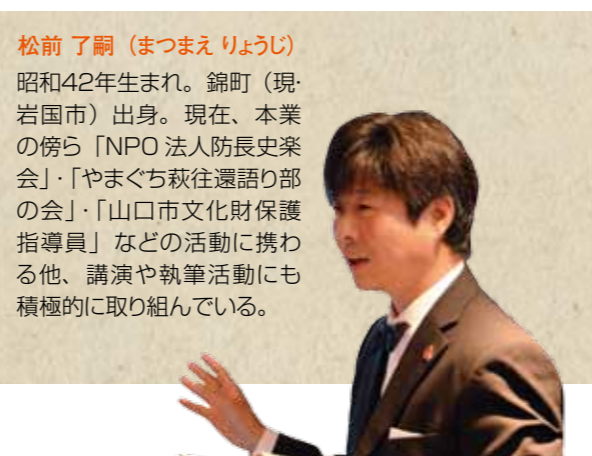 松前 了嗣（まつまえ りょうじ）
昭和42年生まれ。錦町（現・
岩国市）出身。現在、本業
の傍ら「NPO 法人防長史楽
会」・「やまぐち萩往還語り部
の会」・「山口市文化財保護
指導員」などの活動に携わ
る他、講演や執筆活動にも
積極的に取り組んでいる。